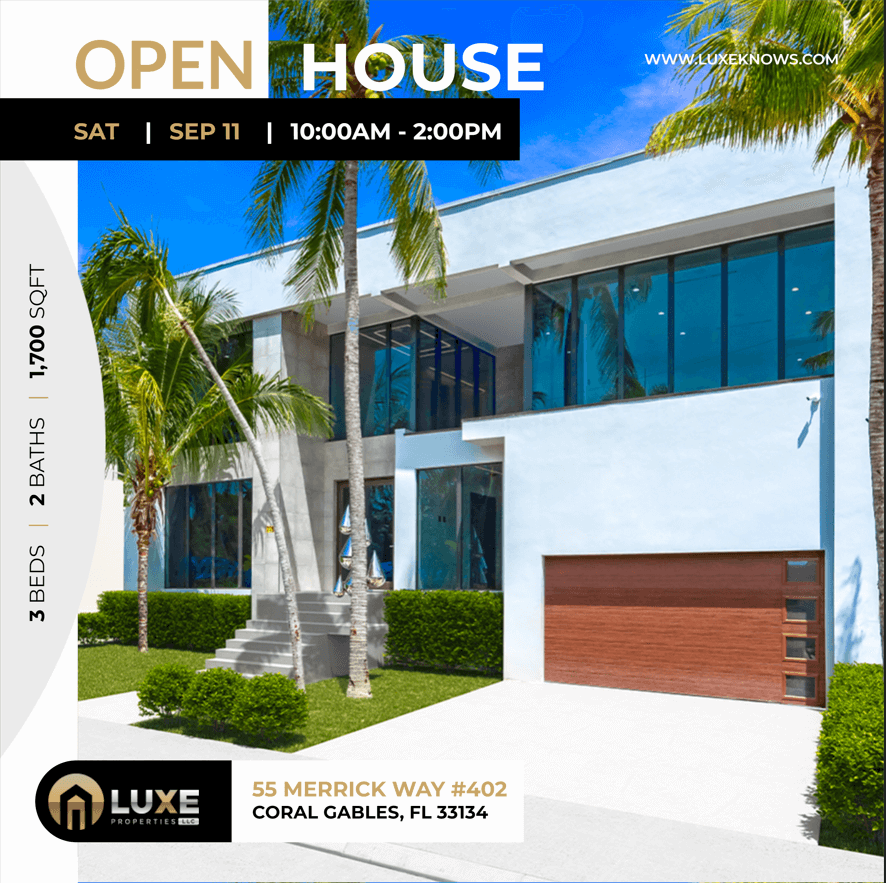 OPEN HOUSE
WWW.LUXEKNOWS.COM
SAT | SEP 11 | 10:00AM - 2:00PM
3 BEDS | 2 BATHS | 1,700 SQFT
LUXE
PROPERTIES LLC
55 MERRICK WAY #402
CORAL GABLES, FL 33134